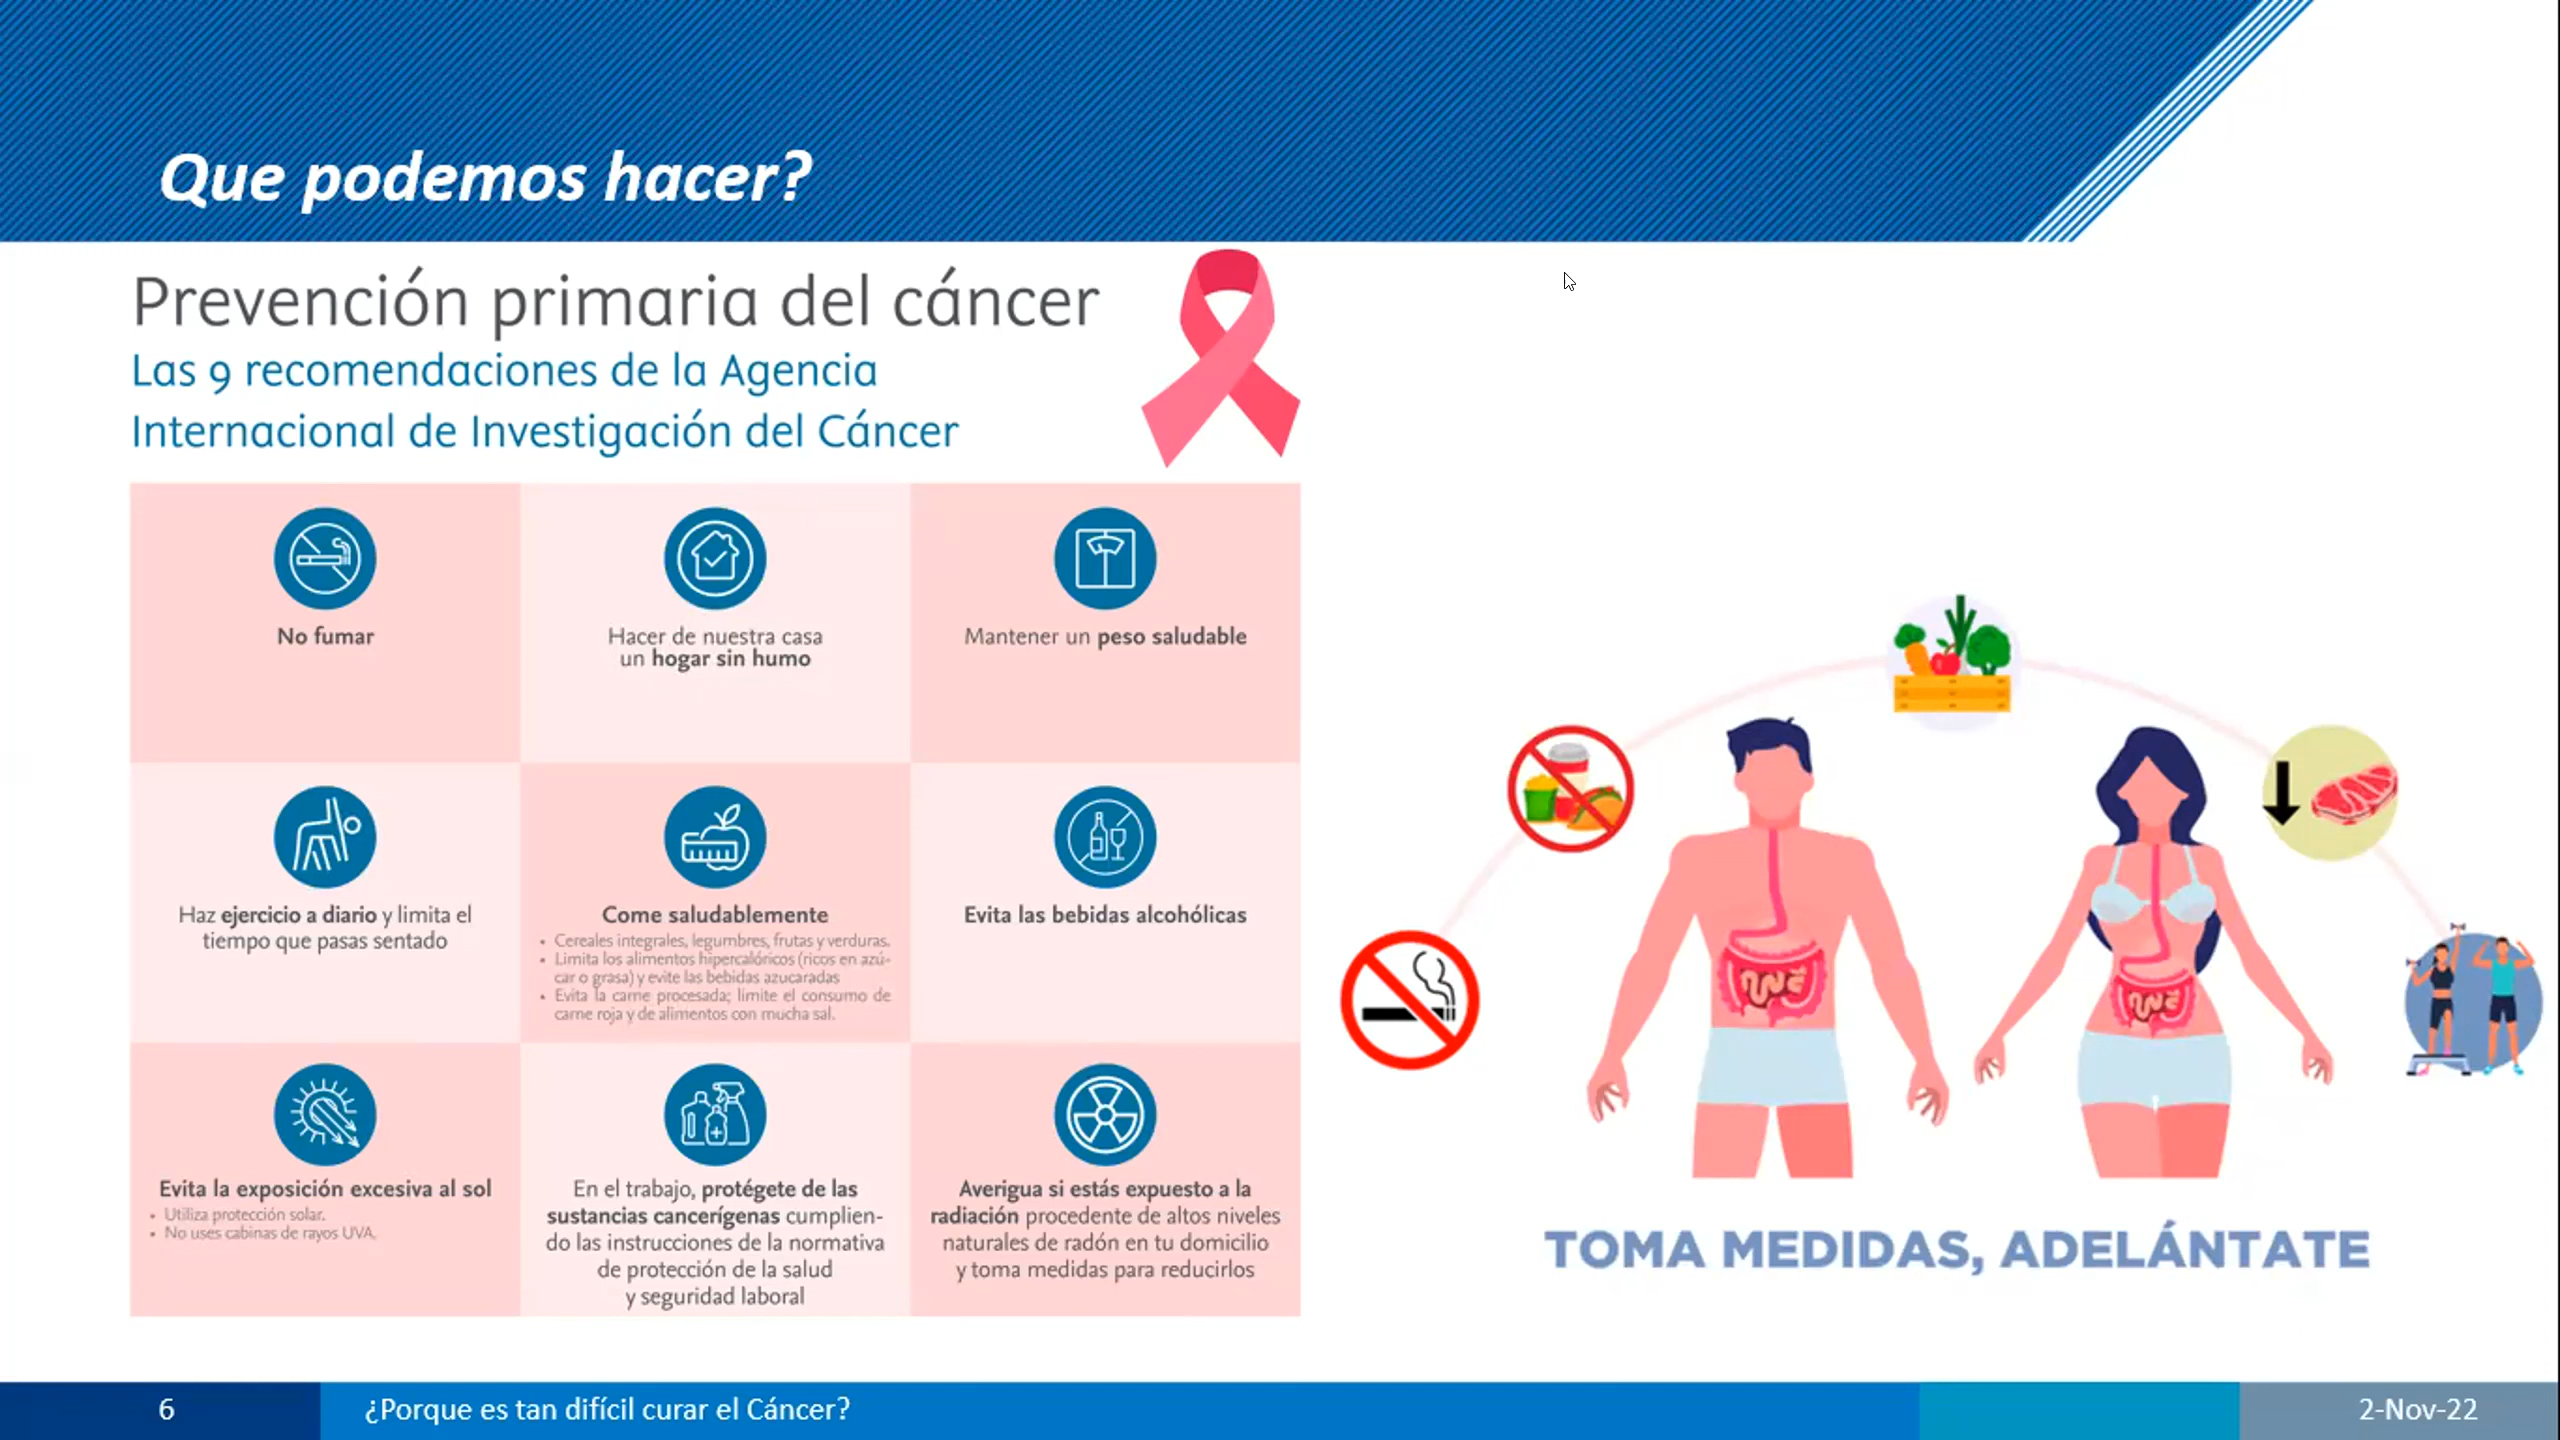 Que podemos hacer?
Prevención primaria del cáncer
Las 9 recomendaciones de la Agencia
Internacional de Investigación del Cáncer
No fumar
Hacer de nuestra casa
un hogar sin humo
Mantener un peso saludable
Haz ejercicio a diario y limita el
tiempo que pasas sentado
Come saludablemente
• Cereales integrales, legumbres, frutas y verduras.
• Limita los alimentos hipercalóricos (ricos en azú-
car o grasa) y evite las bebidas azucaradas
• Evita la carne procesada; limite el consumo de
carne roja y de alimentos con mucha sal.
Evita las bebidas alcohólicas
Evita la exposición excesiva al sol
• Utiliza protección solar.
• No uses cabinas de rayos UVA.
En el trabajo, protégete de las
sustancias cancerígenas cumplien-
do las instrucciones de la normativa
de protección de la salud
y seguridad laboral
Averigua si estás expuesto a la
radiación procedente de altos niveles
naturales de radón en tu domicilio
y toma medidas para reducirlos
TOMA MEDIDAS, ADELÁNTATE
6
¿Porque es tan difícil curar el Cáncer?
2-Nov-22